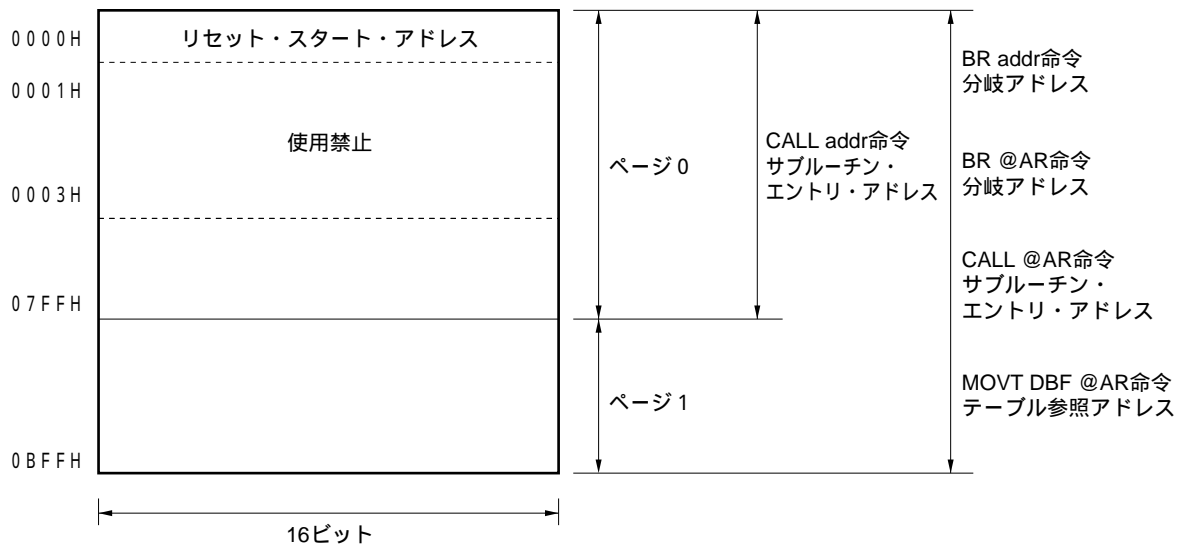 0000H
リセット・スタート・アドレス
0001H
使用禁止
0003H
07FFH
0BFFH
16ビット
ページ0
ページ1
CALL addr命令
サブルーチン・
エントリ・アドレス
BR addr命令
分岐アドレス
BR @AR命令
分岐アドレス
CALL @AR命令
サブルーチン・
エントリ・アドレス
MOVT DBF @AR命令
テーブル参照アドレス